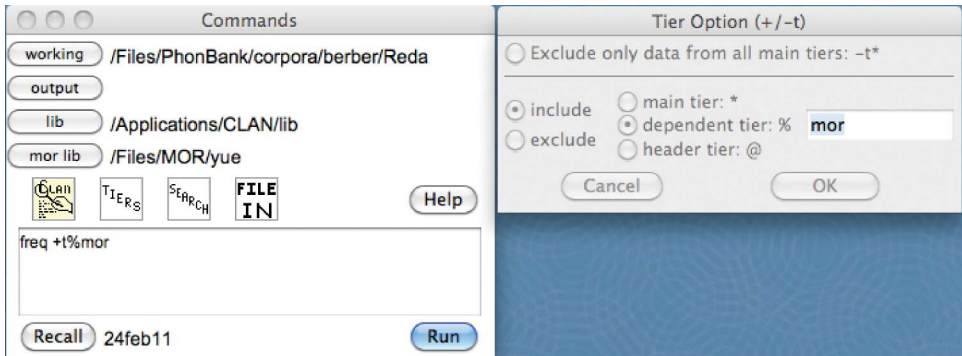 Commands
working /Files/PhonBank/corpora/berber/Reda
output
lib /Applications/CLAN/lib
mor lib /Files/MOR/yue
CLAN TIERS SEARCH FILE IN Help
freq +t%mor
Recall 24feb11 Run
Tier Option (+/-t)
Exclude only data from all main tiers: -t*
include
exclude
main tier: *
dependent tier: % mor
header tier: @
Cancel OK